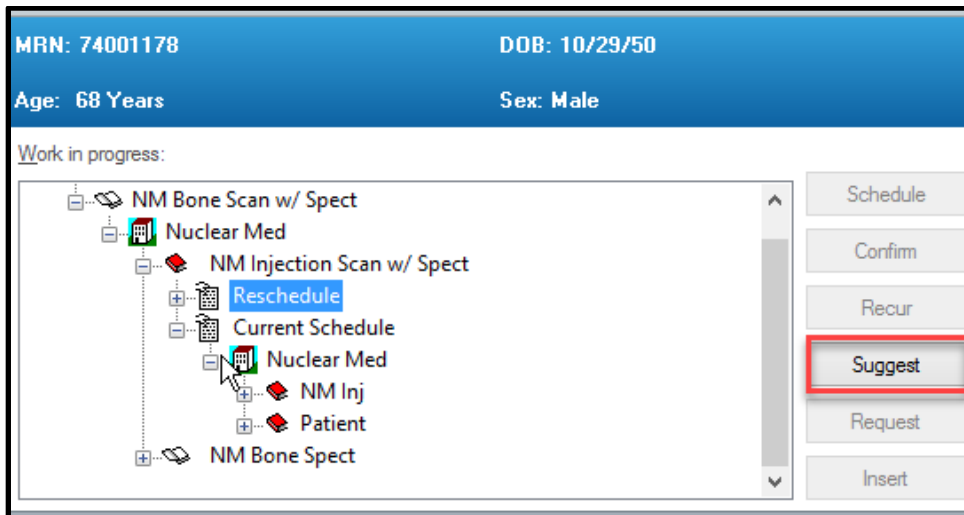 MRN: 74001178 DOB: 10/29/50
Age: 68 Years Sex: Male
Work in progress:
NM Bone Scan w/ Spect
Nuclear Med
NM Injection Scan w/ Spect
Reschedule
Current Schedule
Nuclear Med
NM Inj
Patient
NM Bone Spect
Schedule
Confirm
Recur
Suggest
Request
Insert